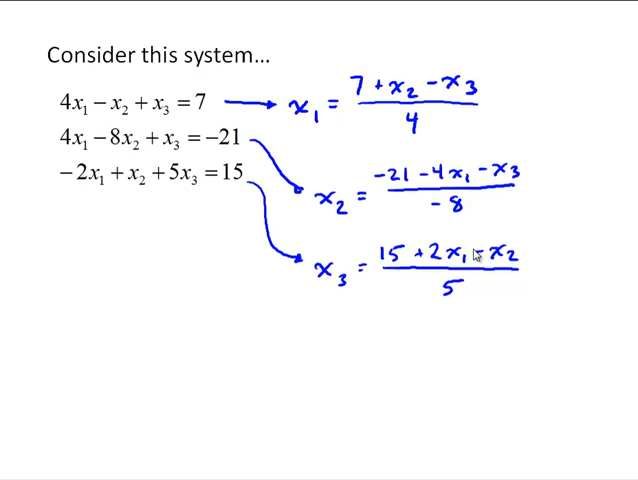 Consider this system...
4x₁ − x₂ + x₃ = 7 → x₁ = (7 + x₂ − x₃)/4
4x₁ − 8x₂ + x₃ = −21 → x₂ = (−21 − 4x₁ − x₃)/−8
−2x₁ + x₂ + 5x₃ = 15 → x₃ = (15 + 2x₁ − x₂)/5